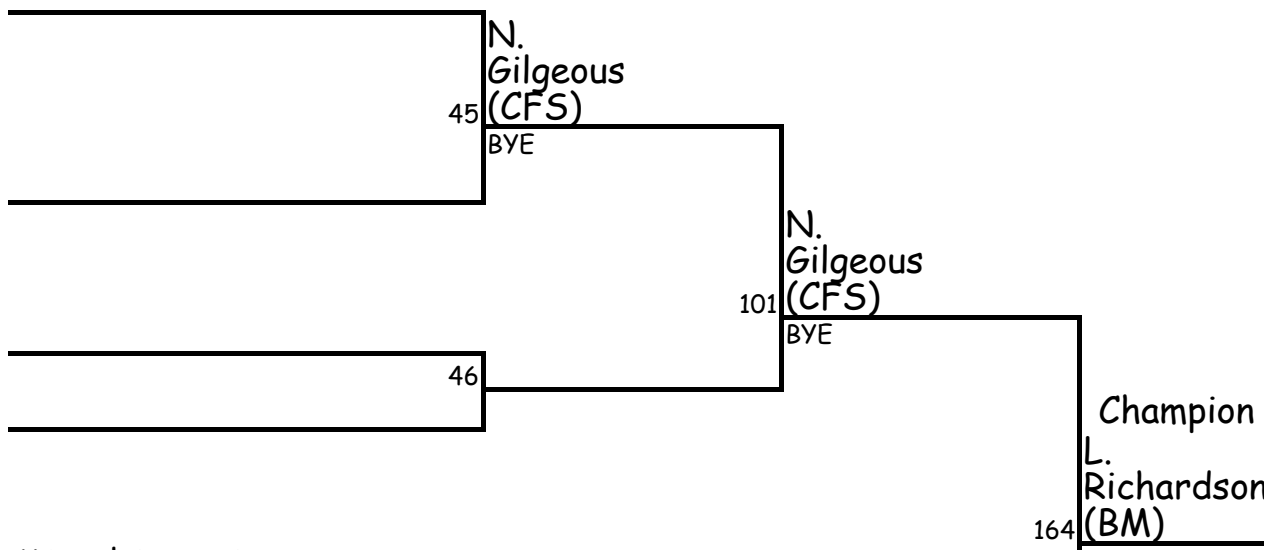 N.
Gilgeous
45 (CFS)
BYE
N.
Gilgeous
101 (CFS)
BYE
46
Champion
L.
Richardson
164 (BM)